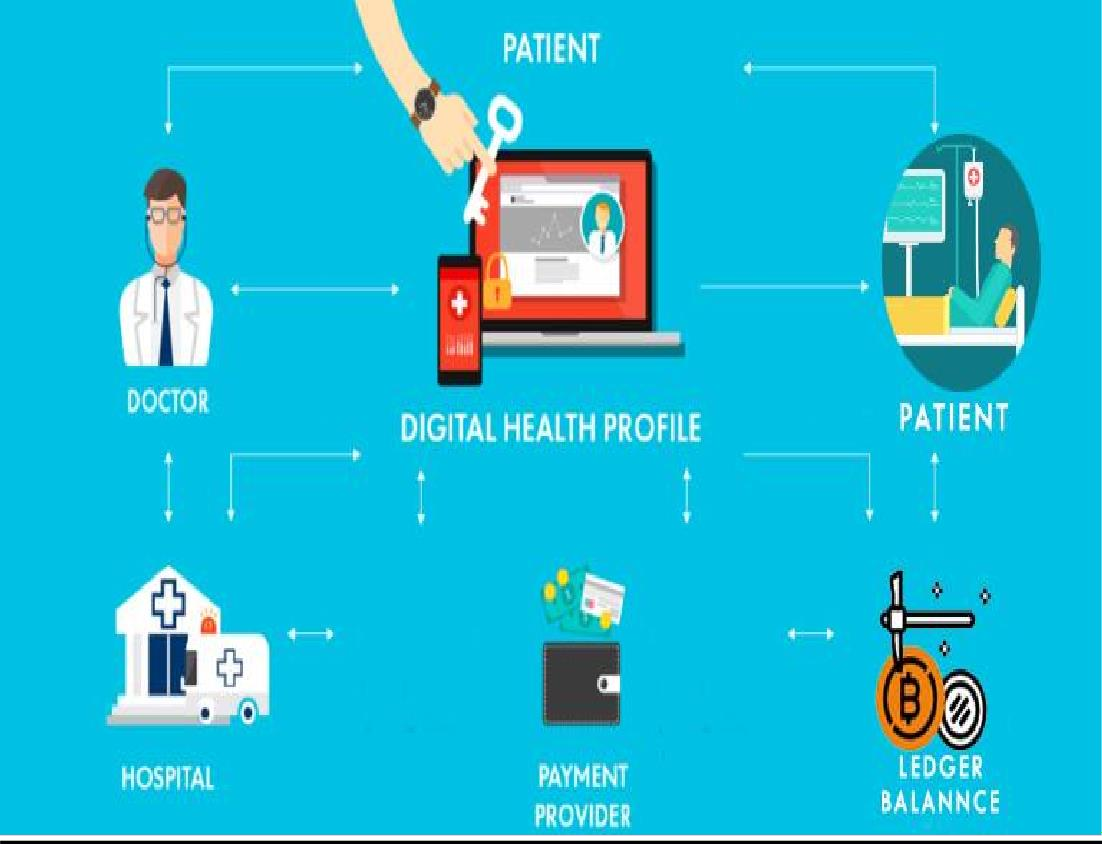 PATIENT
DOCTOR
DIGITAL HEALTH PROFILE
PATIENT
HOSPITAL
PAYMENT
PROVIDER
LEDGER
BALANNCE